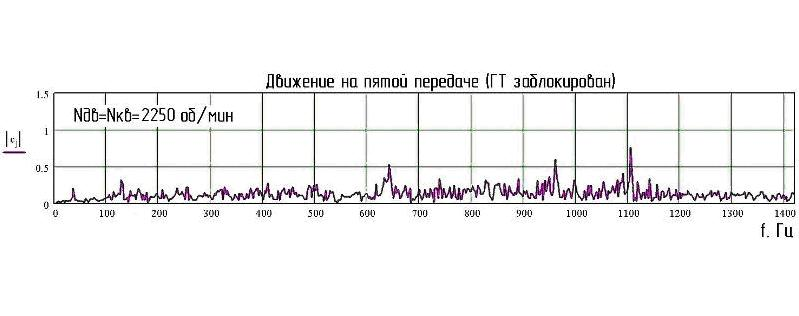 Движение на пятой передаче (ГТ заблокирован)
1.5
Nдв=Nкв=2250 об/мин
1
|cⱼ|
0.5
0
0 100 200 300 400 500 600 700 800 900 1000 1100 1200 1300 1400
f. Гц